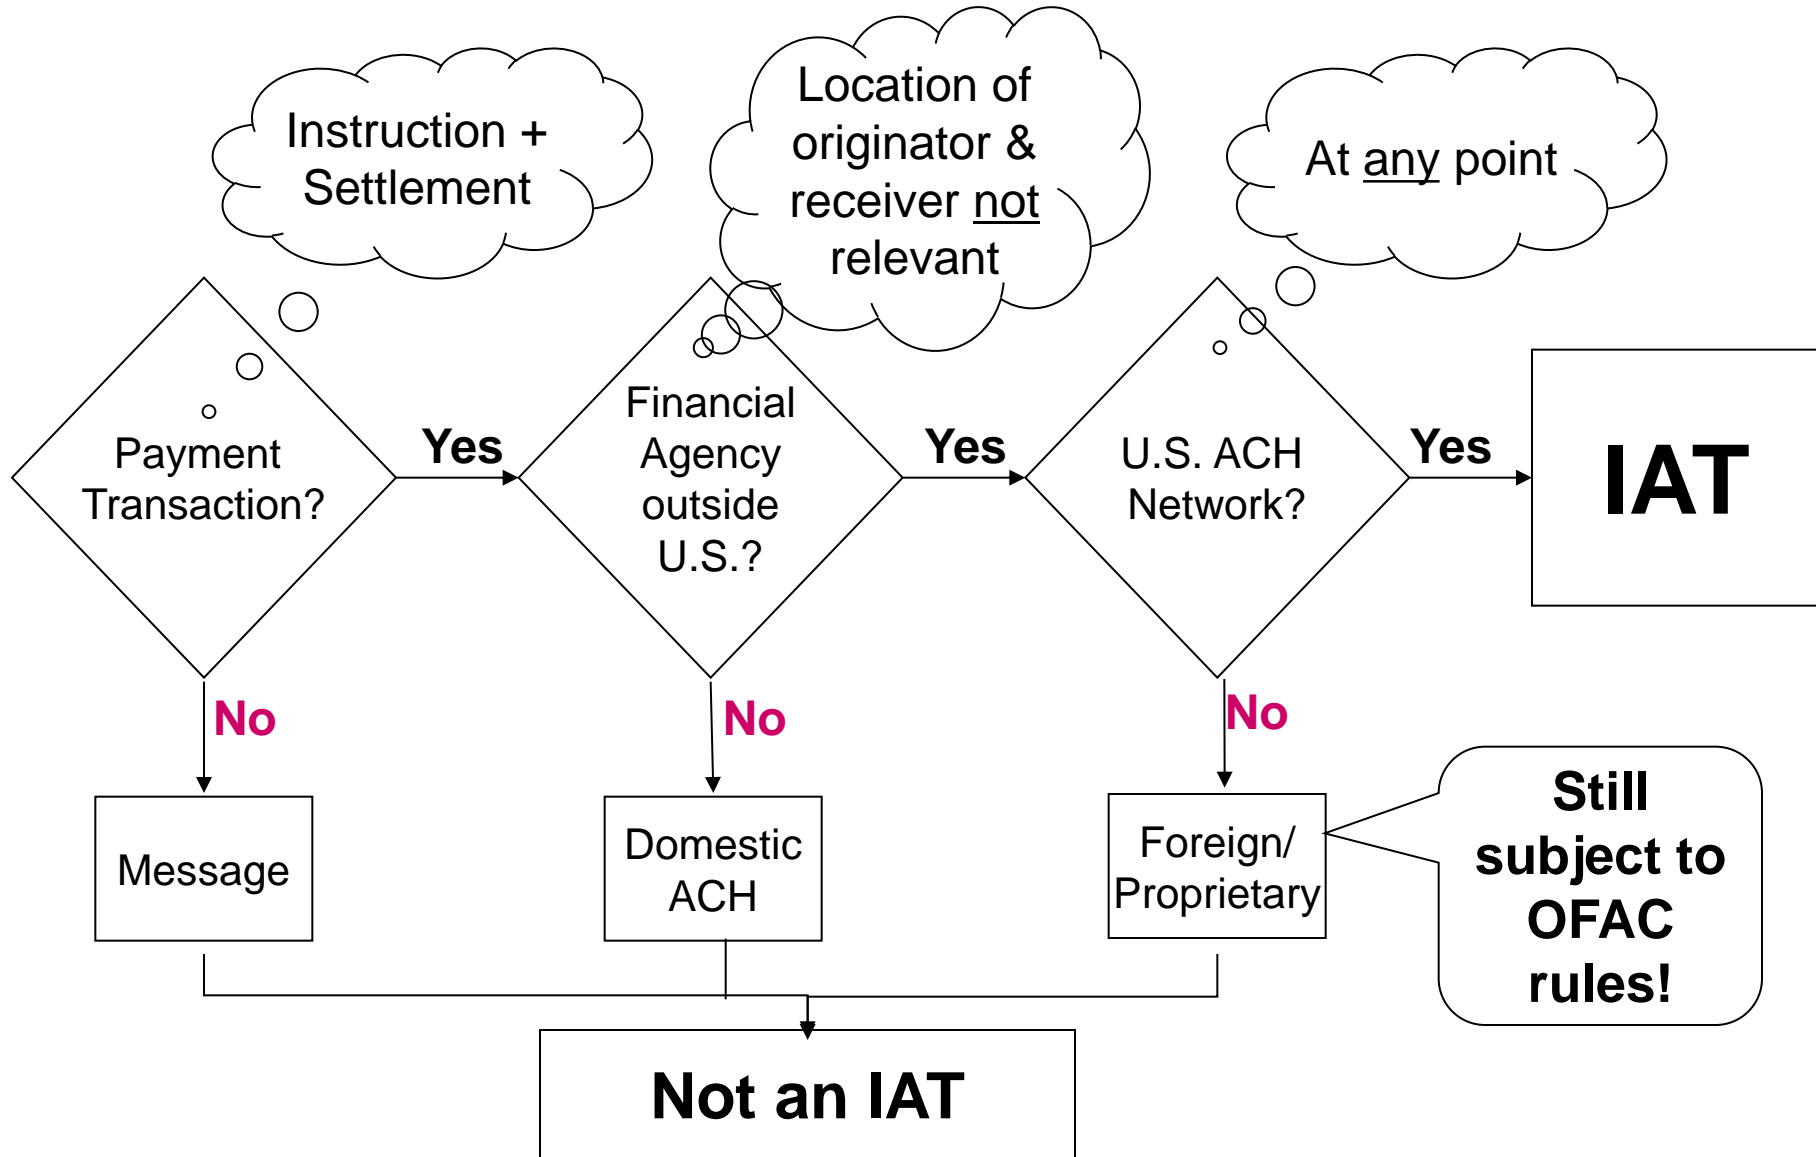 Instruction +
Settlement
Location of
originator &
receiver not
relevant
At any point
Payment
Transaction?
Yes
Financial
Agency
outside
U.S.?
Yes
U.S. ACH
Network?
Yes
IAT
No
No
No
Message
Domestic
ACH
Foreign/
Proprietary
Still
subject to
OFAC
rules!
Not an IAT